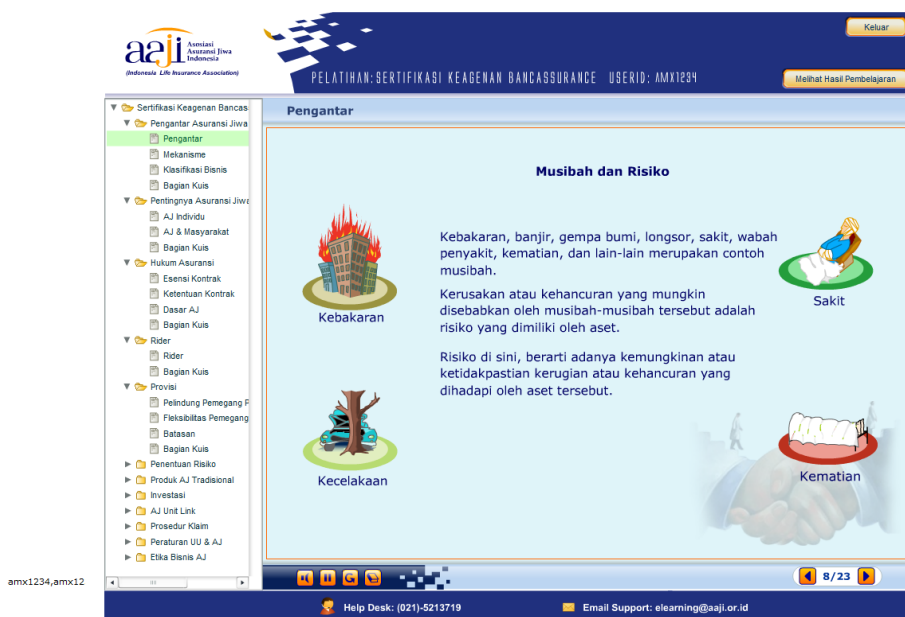 aaji Asosiasi
Asuransi Jiwa
Indonesia
(Indonesia Life Insurance Association)
Keluar
PELATIHAN:SERTIFIKASI KEAGENAN BANCASSURANCE USERID: AMX1234
Melihat Hasil Pembelajaran
Sertifikasi Keagenan Bancas
Pengantar Asuransi Jiwa
Pengantar
Mekanisme
Klasifikasi Bisnis
Bagian Kuis
Pentingnya Asuransi Jiwa
AJ Individu
AJ & Masyarakat
Bagian Kuis
Hukum Asuransi
Esensi Kontrak
Ketentuan Kontrak
Dasar AJ
Bagian Kuis
Rider
Rider
Bagian Kuis
Provisi
Pelindung Pemegang P
Fleksibilitas Pemegang
Batasan
Bagian Kuis
Penentuan Risiko
Produk AJ Tradisional
Investasi
AJ Unit Link
Prosedur Klaim
Peraturan UU & AJ
Etika Bisnis AJ
Pengantar
Musibah dan Risiko
Kebakaran, banjir, gempa bumi, longsor, sakit, wabah
penyakit, kematian, dan lain-lain merupakan contoh
musibah.
Kerusakan atau kehancuran yang mungkin
disebabkan oleh musibah-musibah tersebut adalah
risiko yang dimiliki oleh aset.
Risiko di sini, berarti adanya kemungkinan atau
ketidakpastian kerugian atau kehancuran yang
dihadapi oleh aset tersebut.
Kebakaran
Sakit
Kecelakaan
Kematian
amx1234,amx12
G
8/23
Help Desk: (021)-5213719
Email Support: elearning@aaji.or.id